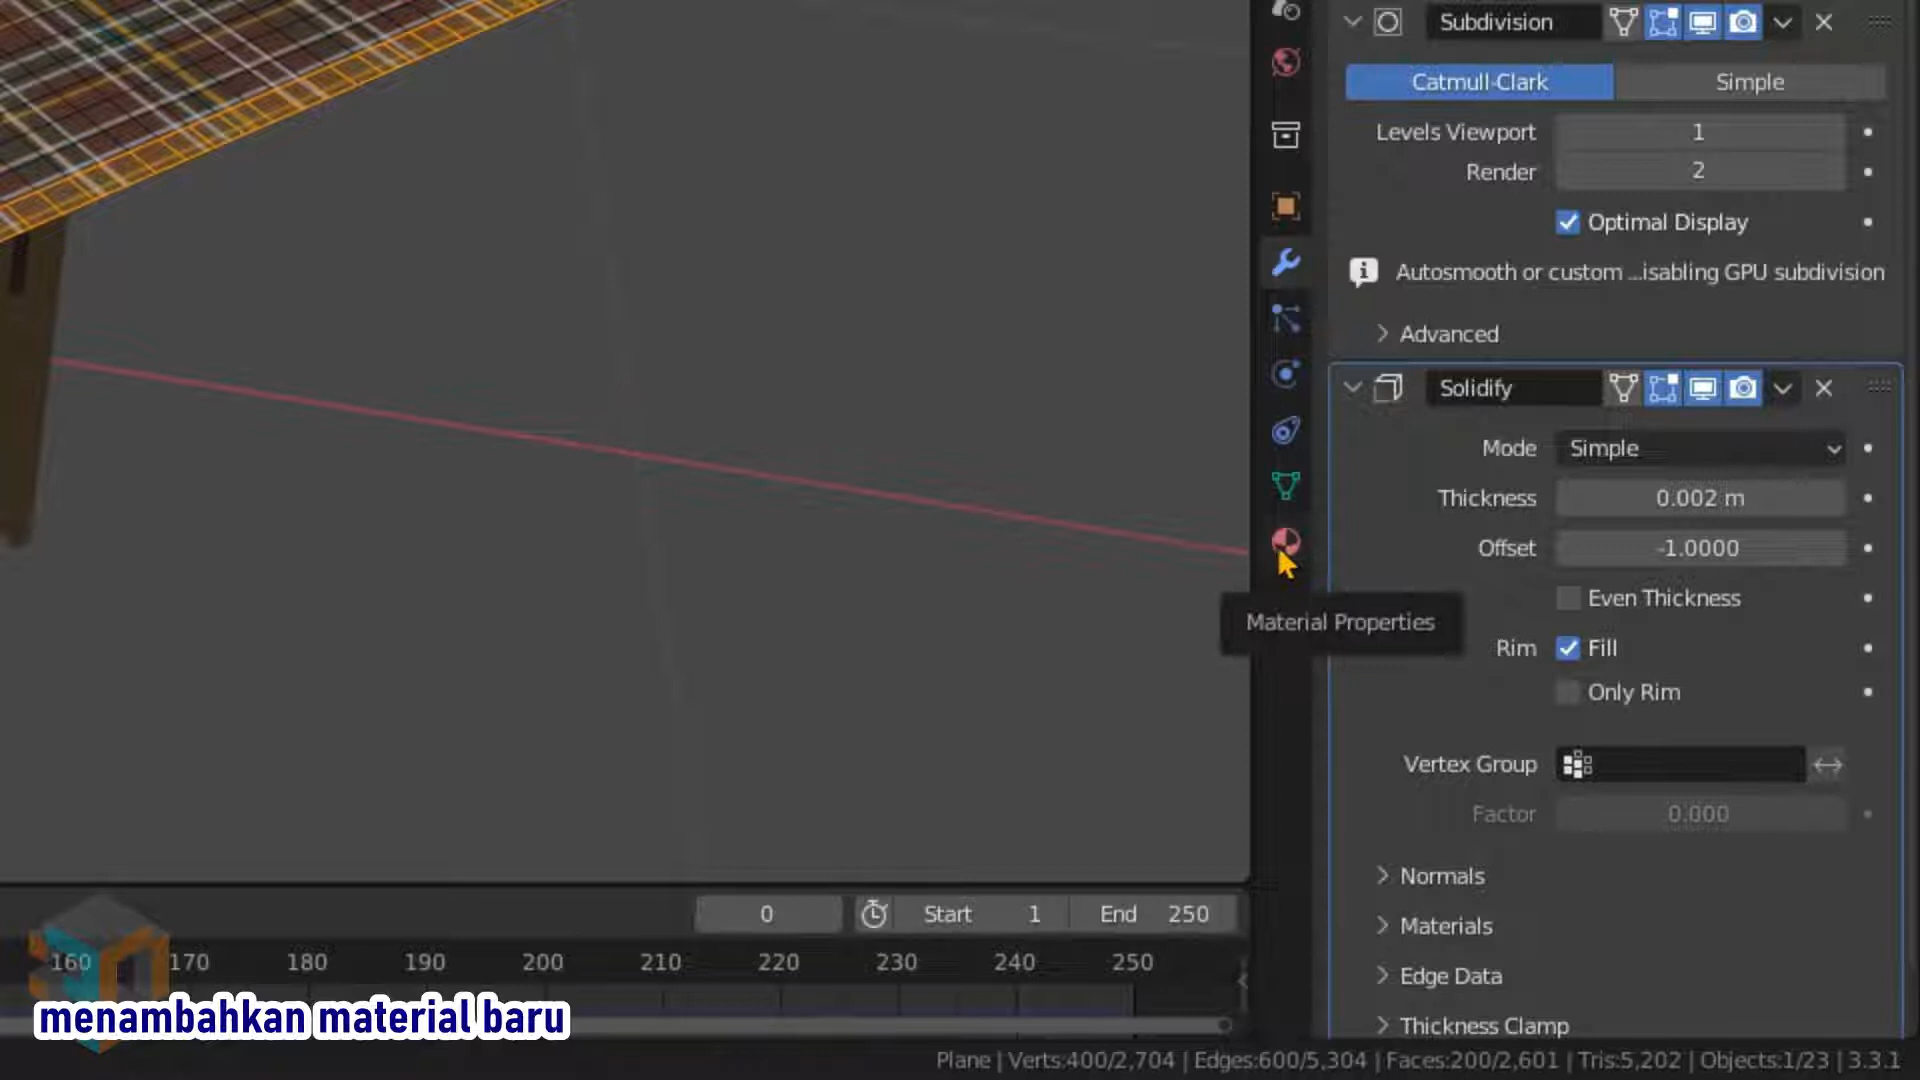 Subdivision
Catmull-Clark Simple
Levels Viewport 1
Render 2
Optimal Display
Autosmooth or custom ...isabling GPU subdivision
Advanced
Solidify
Mode Simple
Thickness 0.002 m
Offset -1.0000
Even Thickness
Material Properties
Rim Fill
Only Rim
Vertex Group
Factor 0.000
Normals
Materials
Edge Data
Thickness Clamp
0 Start 1 End 250
160 170 180 190 200 210 220 230 240 250
menambahkan material baru
Plane | Verts:400/2,704 | Edges:600/5,304 | Faces:200/2,601 | Tris:5,202 | Objects:1/23 | 3.3.1